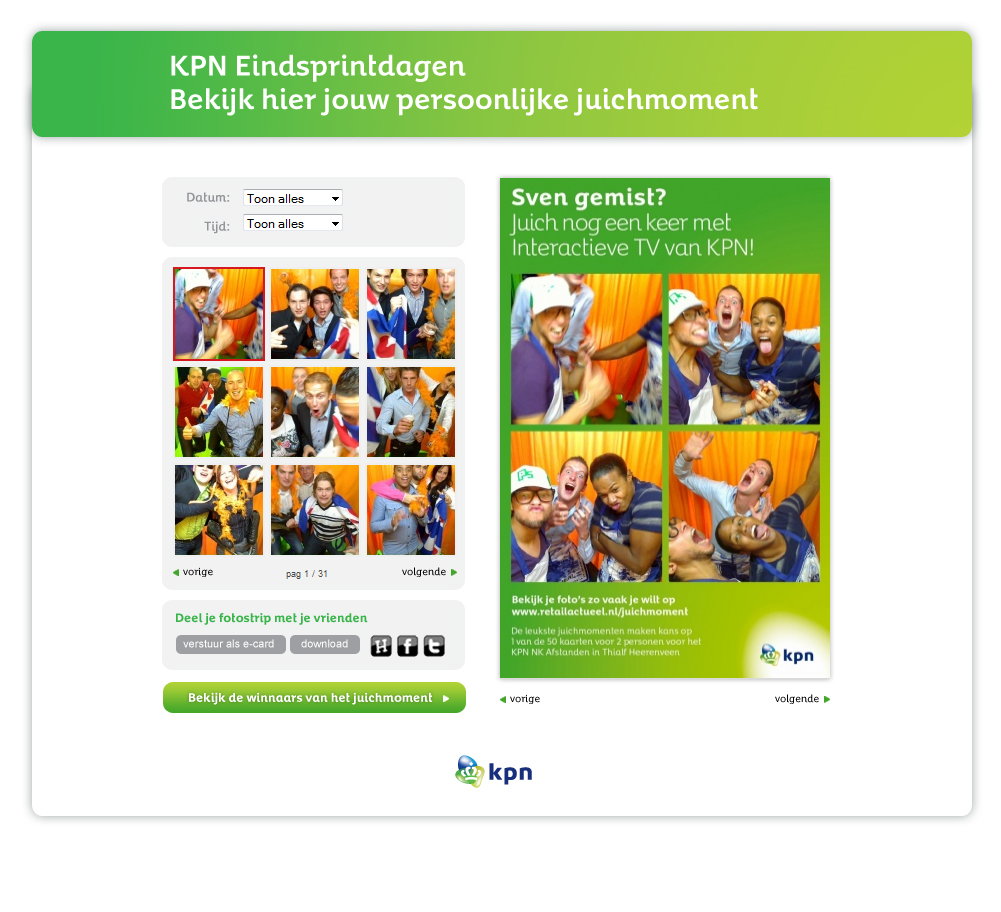 KPN Eindsprintdagen
Bekijk hier jouw persoonlijke juichmoment
Datum: Toon alles
Tijd: Toon alles
vorige pag 1 / 31 volgende
Deel je fotostrip met je vrienden
verstuur als e-card download
Bekijk de winnaars van het juichmoment
Sven gemist?
Juich nog een keer met
Interactieve TV van KPN!
Bekijk je foto's zo vaak je will op
www.retailactueel.nl/juichmoment
De leukste juichmomenten maken kans op
1 van de 50 kaarten voor 2 personen voor het
KPN NK Afstanden in Thialf Heerenveen
kpn
vorige volgende
kpn